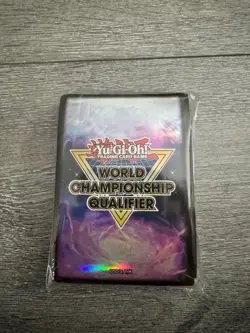 Yu-Gi-Oh!
TRADING CARD GAME
WORLD
CHAMPIONSHIP
QUALIFIER